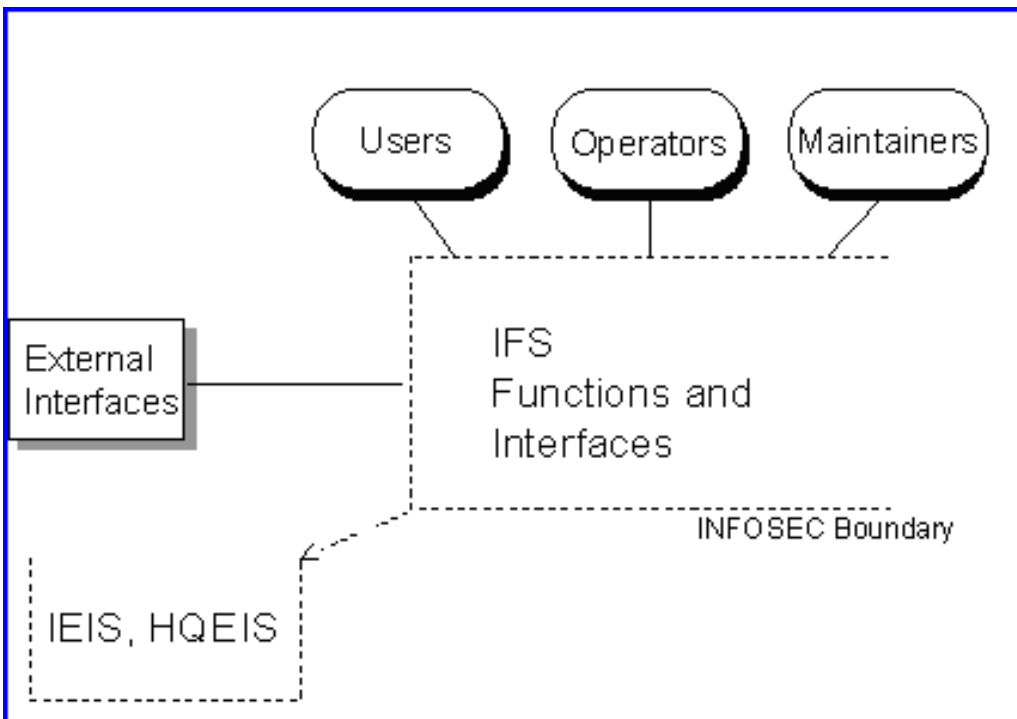 Users
Operators
Maintainers
External
Interfaces
IFS
Functions and
Interfaces
INFOSEC Boundary
IEIS, HQEIS